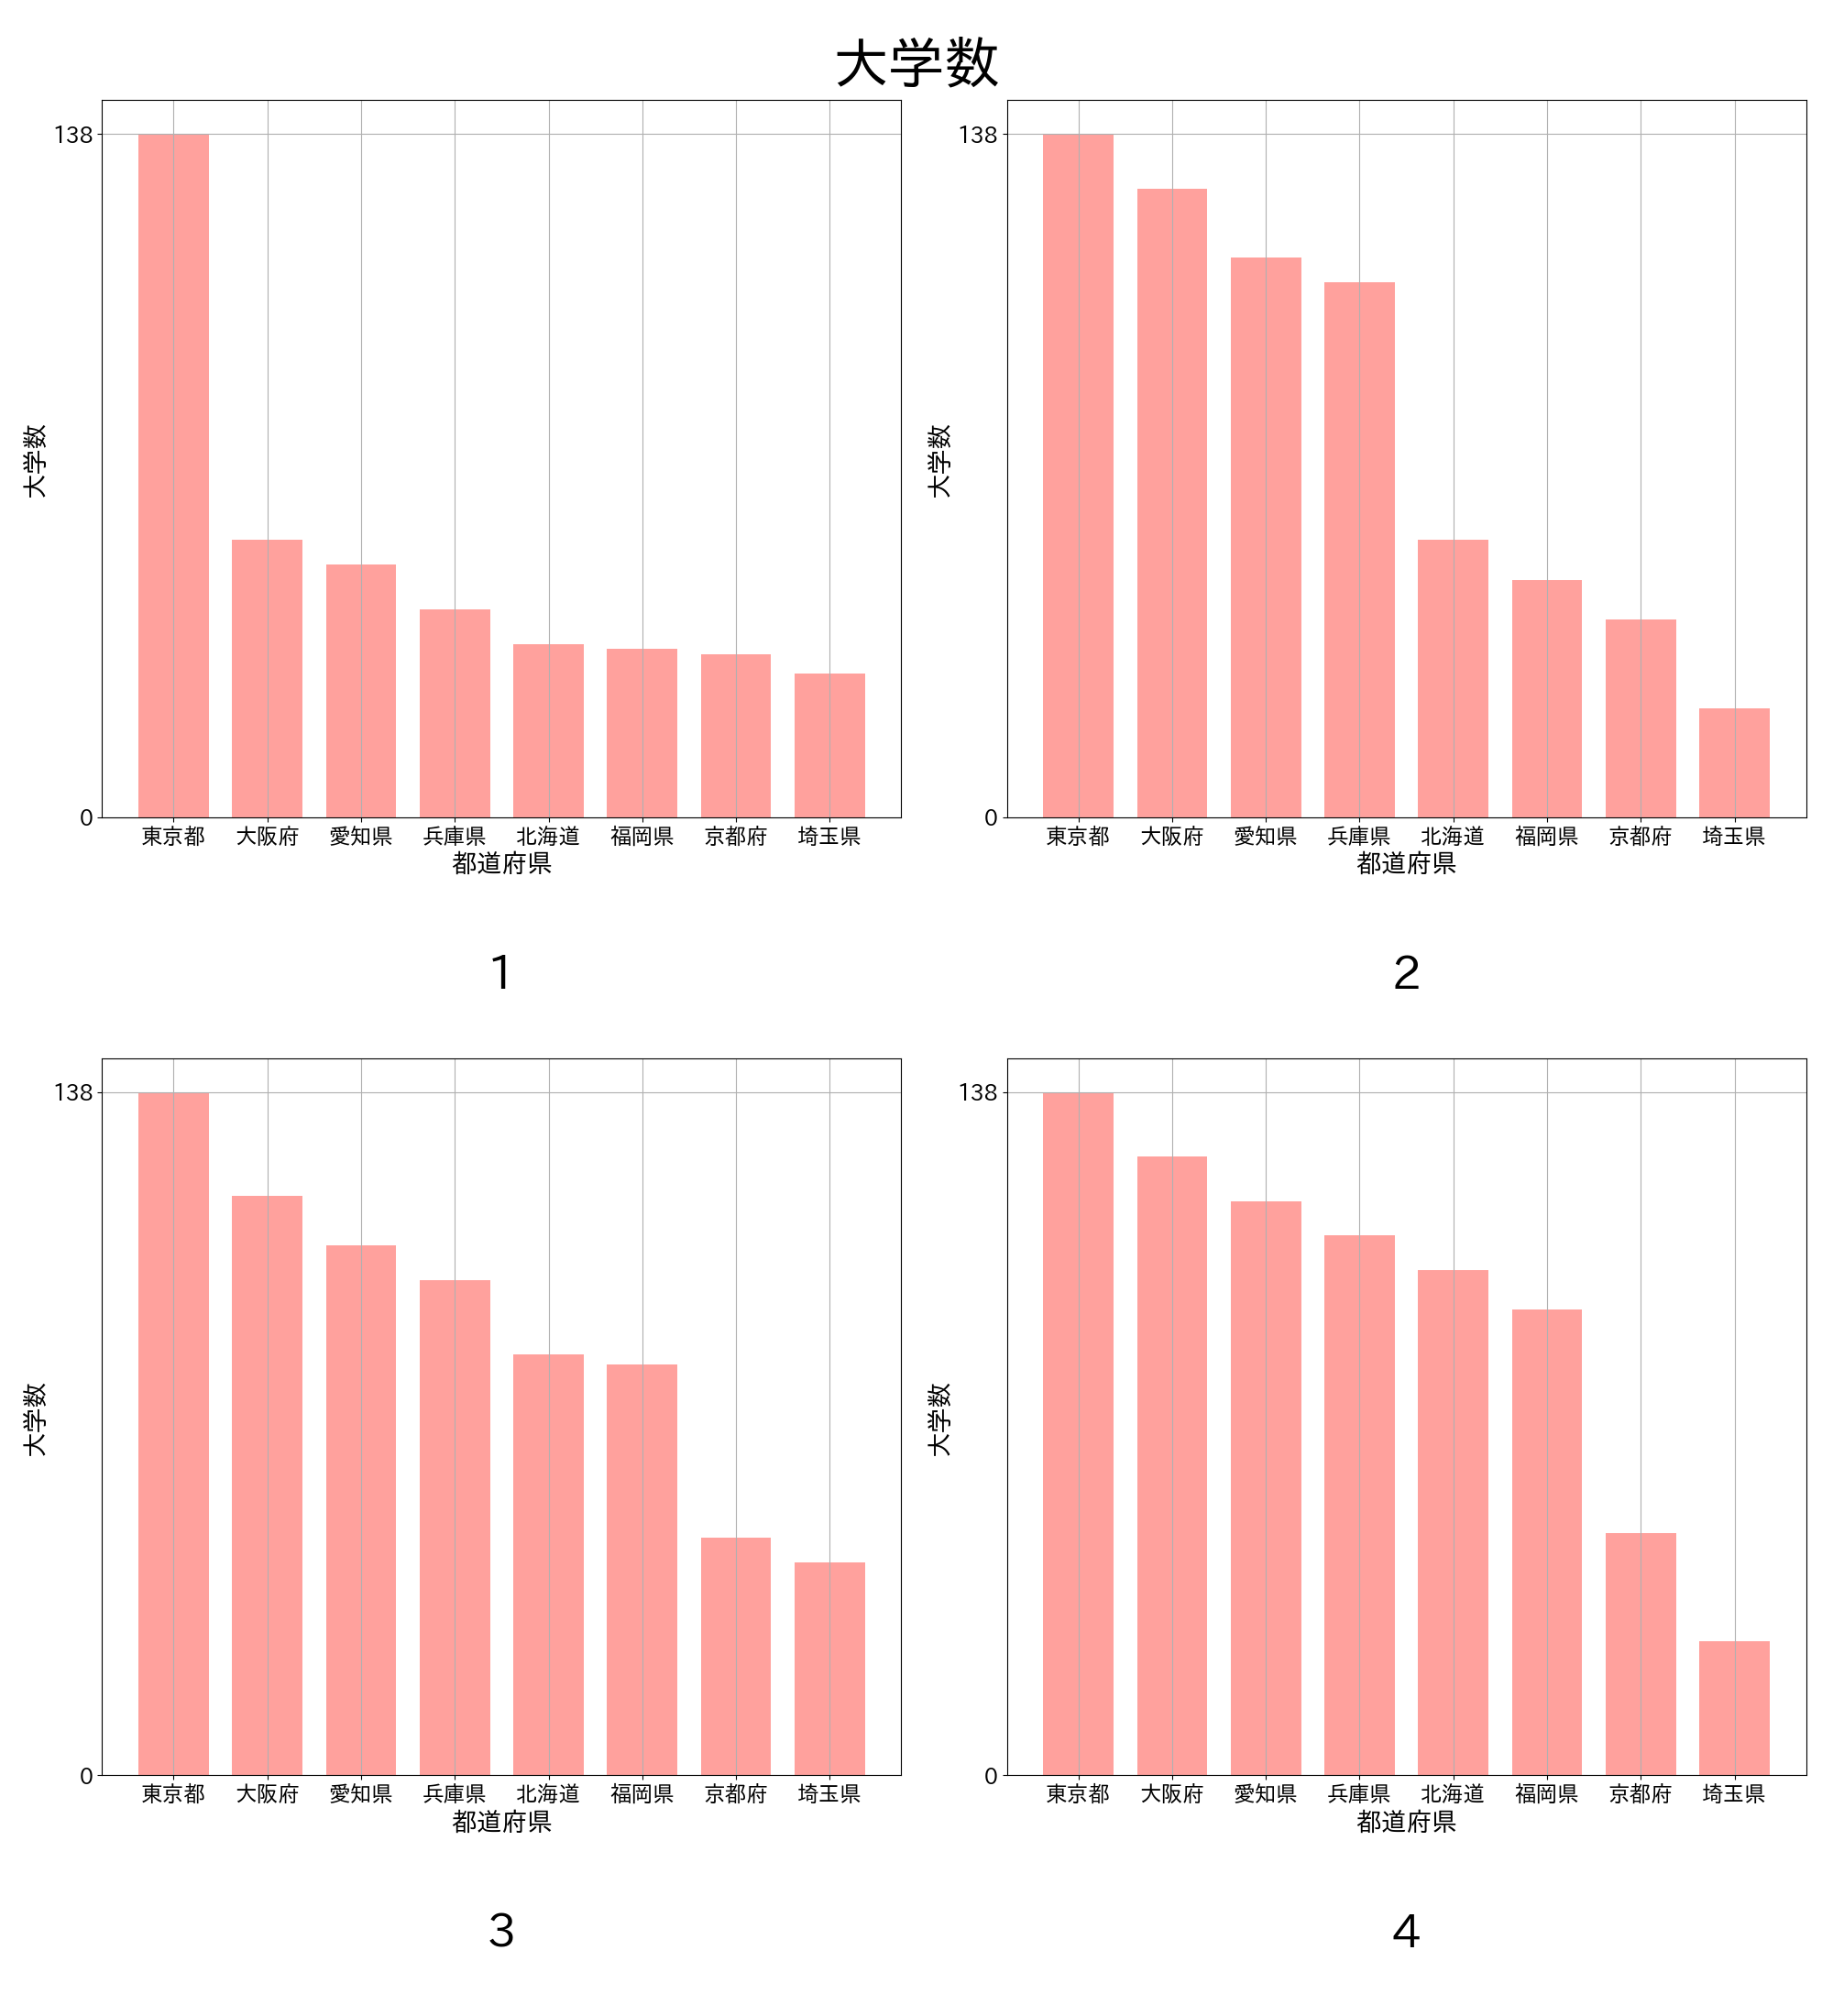 大学数
138
0
大学数
東京都 大阪府 愛知県 兵庫県 北海道 福岡県 京都府 埼玉県
都道府県
1
138
0
大学数
東京都 大阪府 愛知県 兵庫県 北海道 福岡県 京都府 埼玉県
都道府県
2
138
0
大学数
東京都 大阪府 愛知県 兵庫県 北海道 福岡県 京都府 埼玉県
都道府県
3
138
0
大学数
東京都 大阪府 愛知県 兵庫県 北海道 福岡県 京都府 埼玉県
都道府県
4